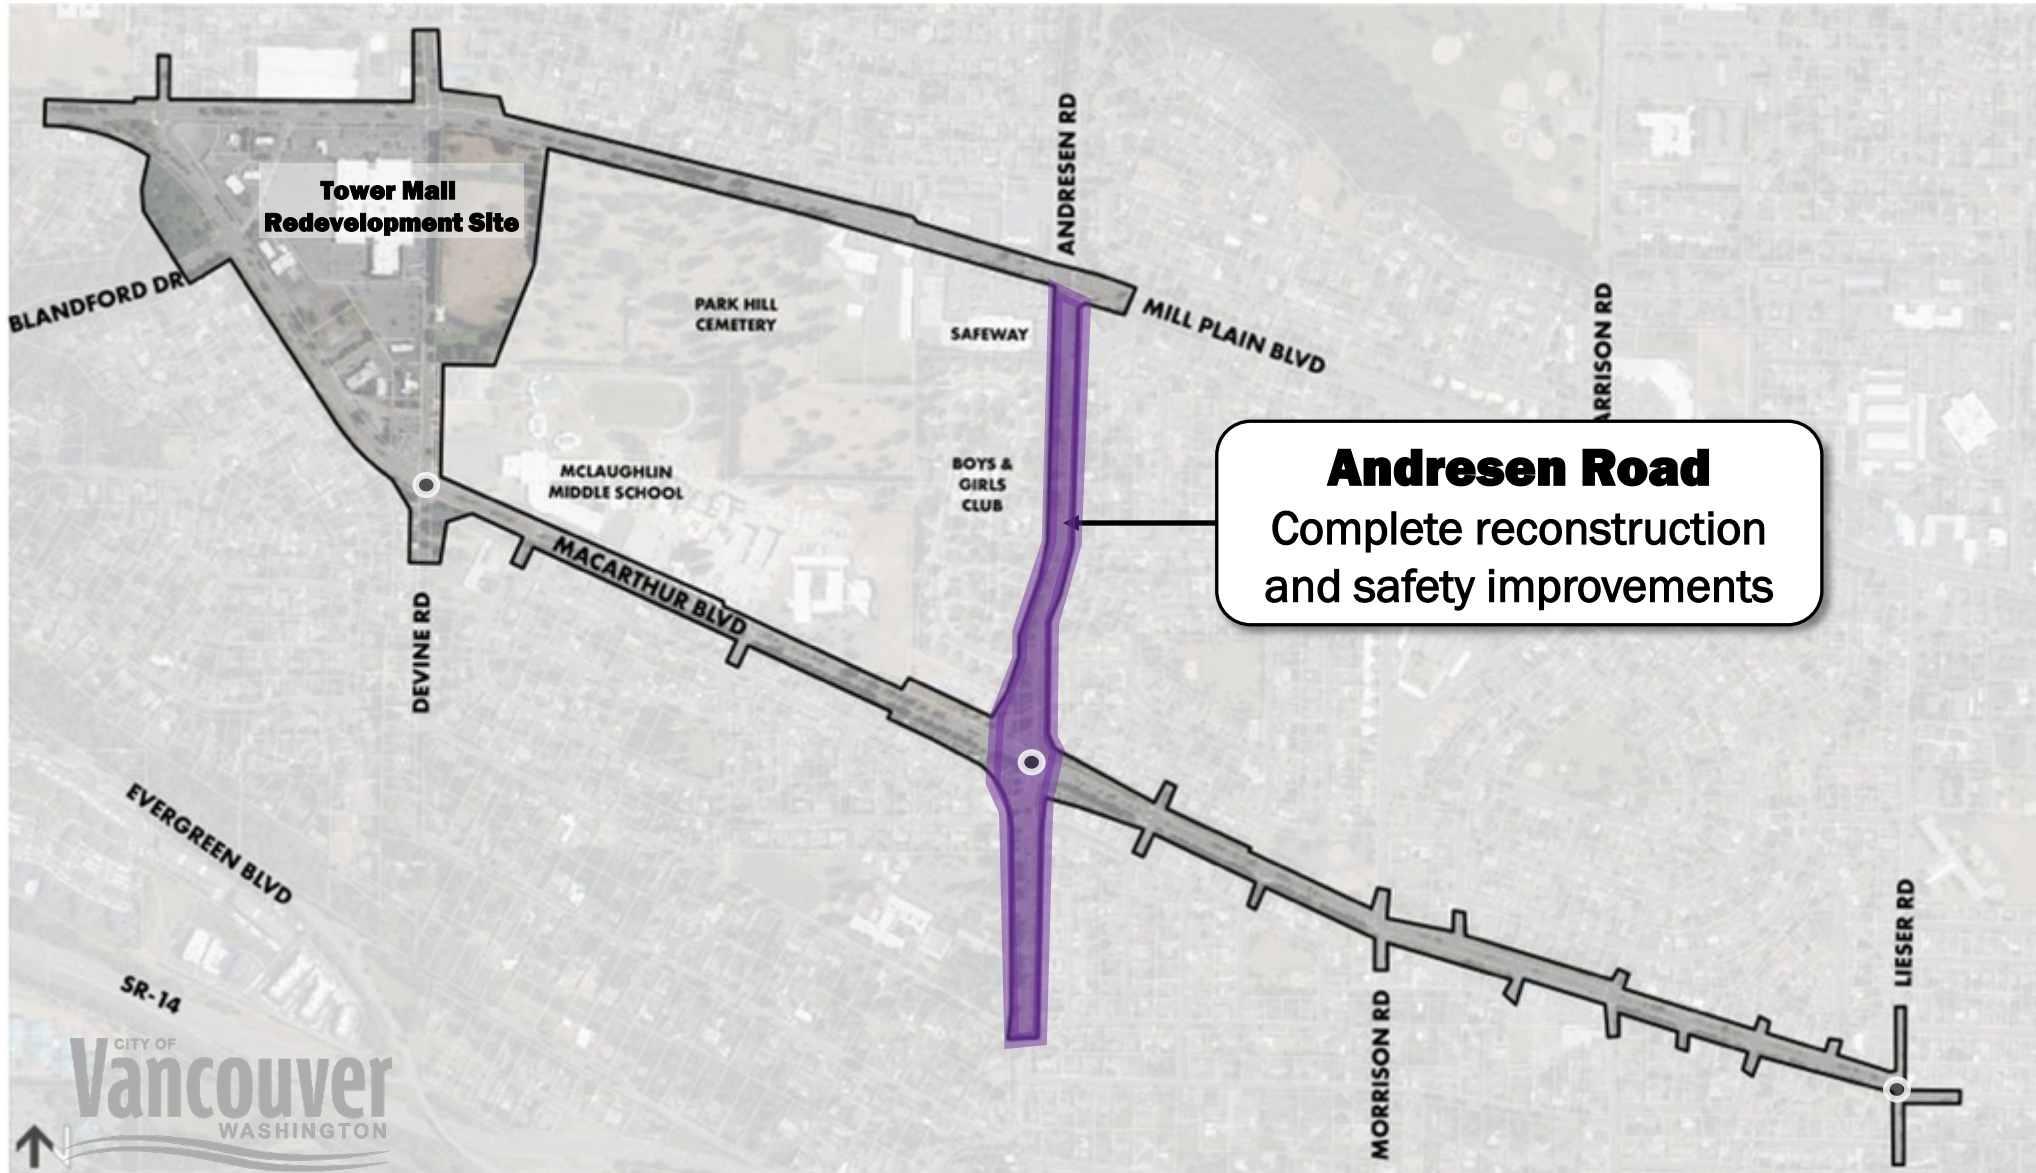 ANDRESEN RD
Tower Mall
Redevelopment Site
BLANDFORD DR
PARK HILL
CEMETERY
SAFEWAY
MILL PLAIN BLVD
ARRISON RD
Andresen Road
Complete reconstruction
and safety improvements
BOYS &
GIRLS
CLUB
MCLAUGHLIN
MIDDLE SCHOOL
MACARTHUR BLVD
DEVINE RD
EVERGREEN BLVD
SR-14
LIESER RD
MORRISON RD
CITY OF
Vancouver
WASHINGTON